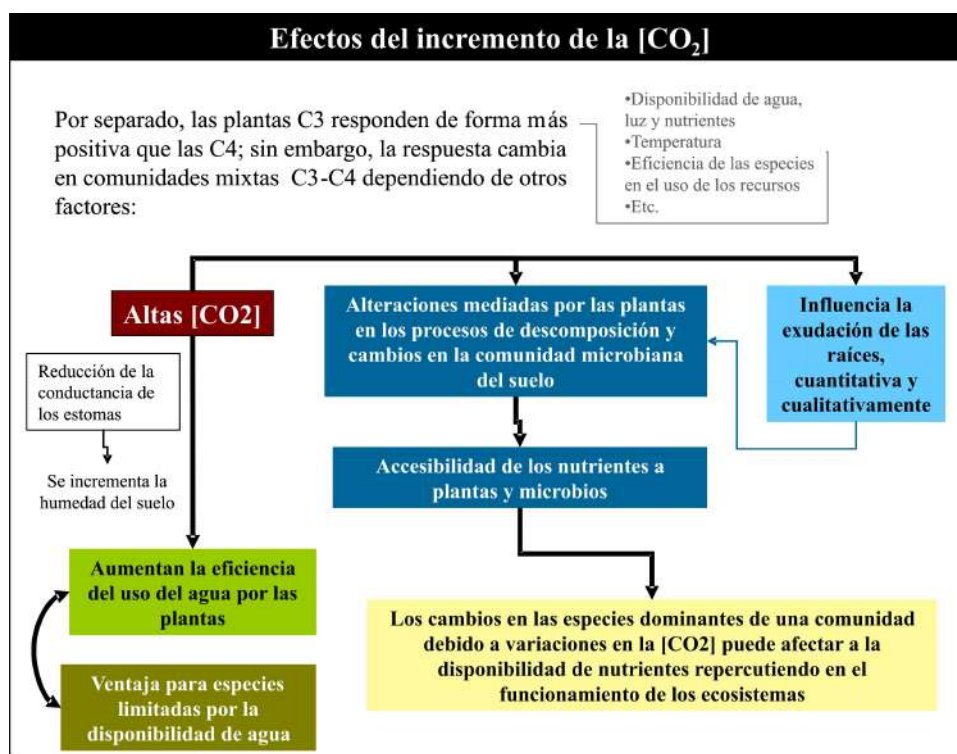 Efectos del incremento de la [CO₂]
Por separado, las plantas C3 responden de forma más
positiva que las C4; sin embargo, la respuesta cambia
en comunidades mixtas C3-C4 dependiendo de otros
factores:
•Disponibilidad de agua,
luz y nutrientes
•Temperatura
•Eficiencia de las especies
en el uso de los recursos
•Etc.
Altas [CO2]
Reducción de la
conductancia de
los estomas
Se incrementa la
humedad del suelo
Aumentan la eficiencia
del uso del agua por las
plantas
Ventaja para especies
limitadas por la
disponibilidad de agua
Alteraciones mediadas por las plantas
en los procesos de descomposición y
cambios en la comunidad microbiana
del suelo
Accesibilidad de los nutrientes a
plantas y microbios
Influencia la
exudación de las
raíces,
cuantitativa y
cualitativamente
Los cambios en las especies dominantes de una comunidad
debido a variaciones en la [CO2] puede afectar a la
disponibilidad de nutrientes repercutiendo en el
funcionamiento de los ecosistemas